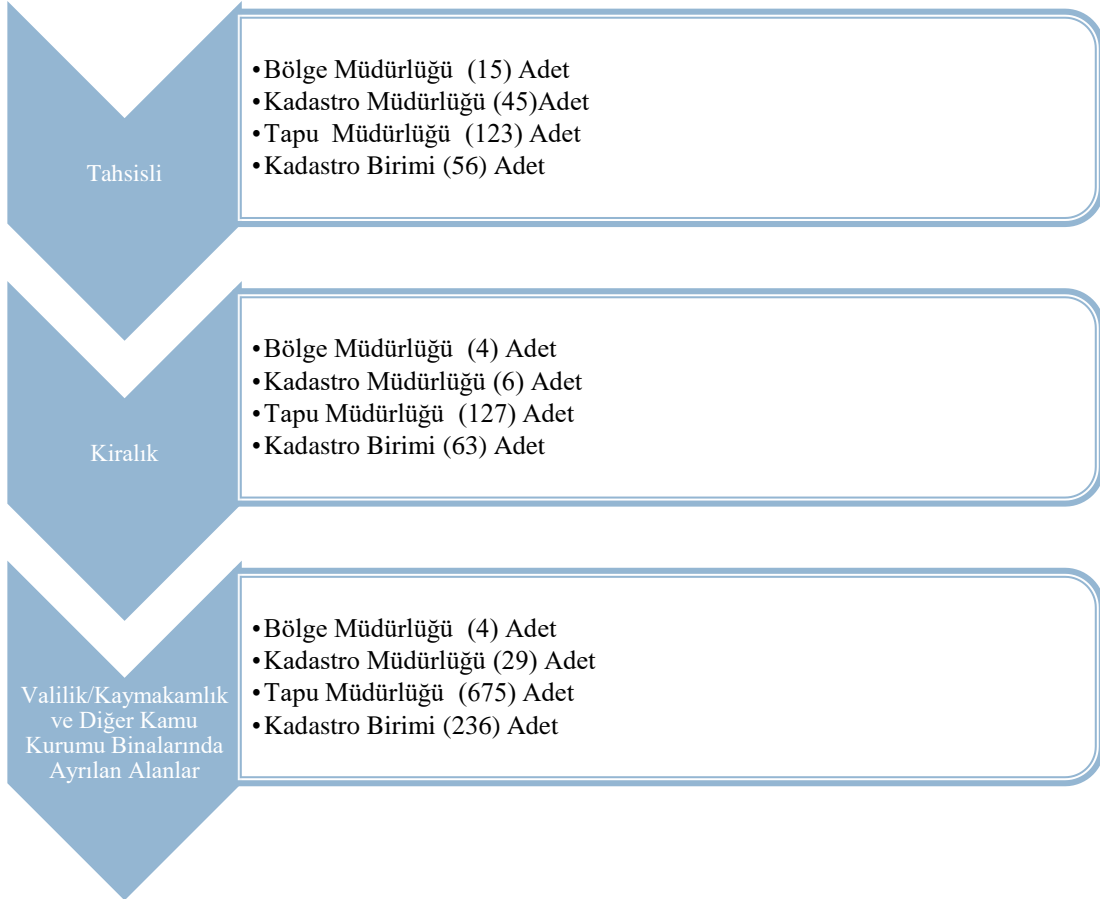 Tahsisli
•Bölge Müdürlüğü  (15) Adet
•Kadastro Müdürlüğü (45)Adet
•Tapu  Müdürlüğü  (123) Adet
•Kadastro Birimi (56) Adet
Kiralık
•Bölge Müdürlüğü  (4) Adet
•Kadastro Müdürlüğü (6) Adet
•Tapu Müdürlüğü  (127) Adet
•Kadastro Birimi (63) Adet
Valilik/Kaymakamlık
ve Diğer Kamu
Kurumu Binalarında
Ayrılan Alanlar
•Bölge Müdürlüğü  (4) Adet
•Kadastro Müdürlüğü (29) Adet
•Tapu Müdürlüğü  (675) Adet
•Kadastro Birimi (236) Adet